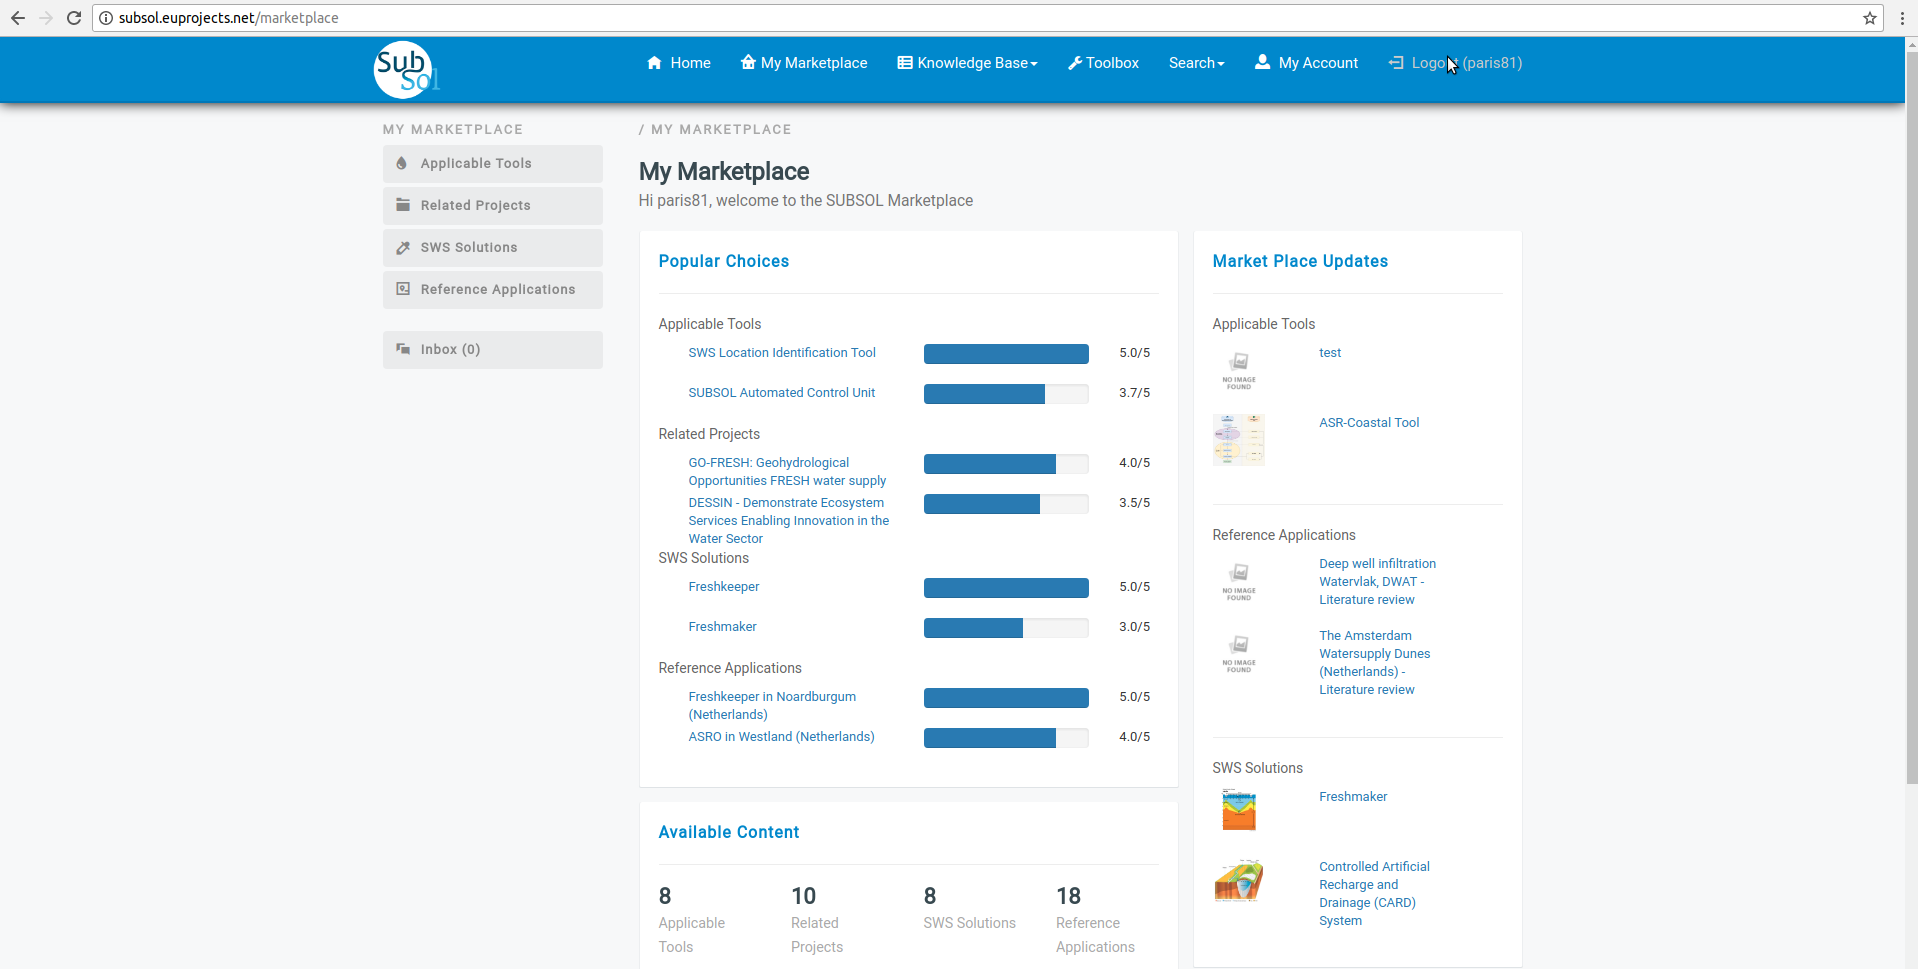 subsol.euprojects.net/marketplace
Sub
Sol
Home
My Marketplace
Knowledge Base
Toolbox
Search
My Account
(paris81)
MY MARKETPLACE
Applicable Tools
Related Projects
SWS Solutions
Reference Applications
Inbox (0)
/ MY MARKETPLACE
My Marketplace
Hi paris81, welcome to the SUBSOL Marketplace
Popular Choices
Applicable Tools
SWS Location Identification Tool 5.0/5
SUBSOL Automated Control Unit 3.7/5
Related Projects
GO-FRESH: Geohydrological 4.0/5
Opportunities FRESH water supply
DESSIN - Demonstrate Ecosystem 3.5/5
Services Enabling Innovation in the
Water Sector
SWS Solutions
Freshkeeper 5.0/5
Freshmaker 3.0/5
Reference Applications
Freshkeeper in Noardburgum 5.0/5
(Netherlands)
ASRO in Westland (Netherlands) 4.0/5
Available Content
8
Applicable
Tools
10
Related
Projects
8
SWS Solutions
18
Reference
Applications
Market Place Updates
Applicable Tools
NO IMAGE
FOUND
test
ASR-Coastal Tool
Reference Applications
NO IMAGE
FOUND
Deep well infiltration
Watervlak, DWAT -
Literature review
NO IMAGE
FOUND
The Amsterdam
Watersupply Dunes
(Netherlands) -
Literature review
SWS Solutions
Freshmaker
Controlled Artificial
Recharge and
Drainage (CARD)
System